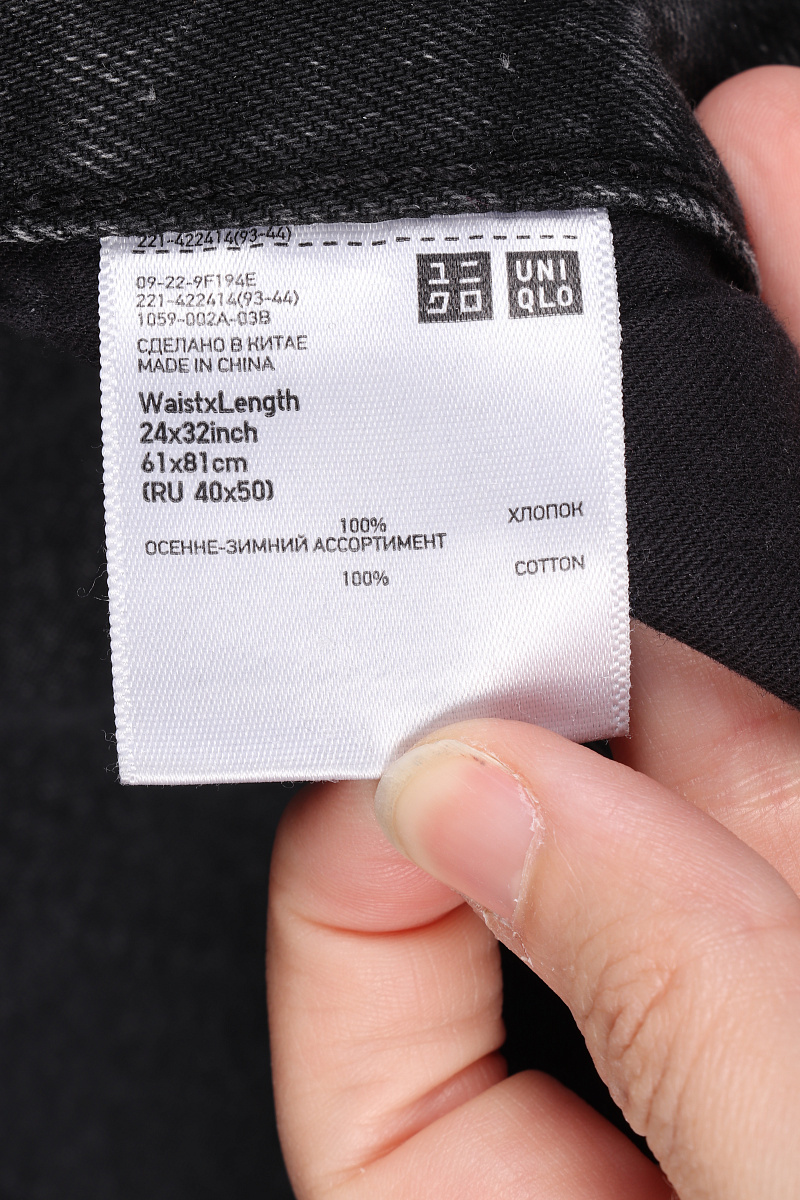 221-422414(93-44)
09-22-9F194E
221-422414(93-44)
1059-002A-03B
ユニ
クロ
UNI
QLO
СДЕЛАНО В КИТАЕ
MADE IN CHINA
WaistxLength
24x32inch
61x81cm
(RU 40x50)
100% ХЛОПОК
ОСЕННЕ-ЗИМНИЙ АССОРТИМЕНТ
100% COTTON